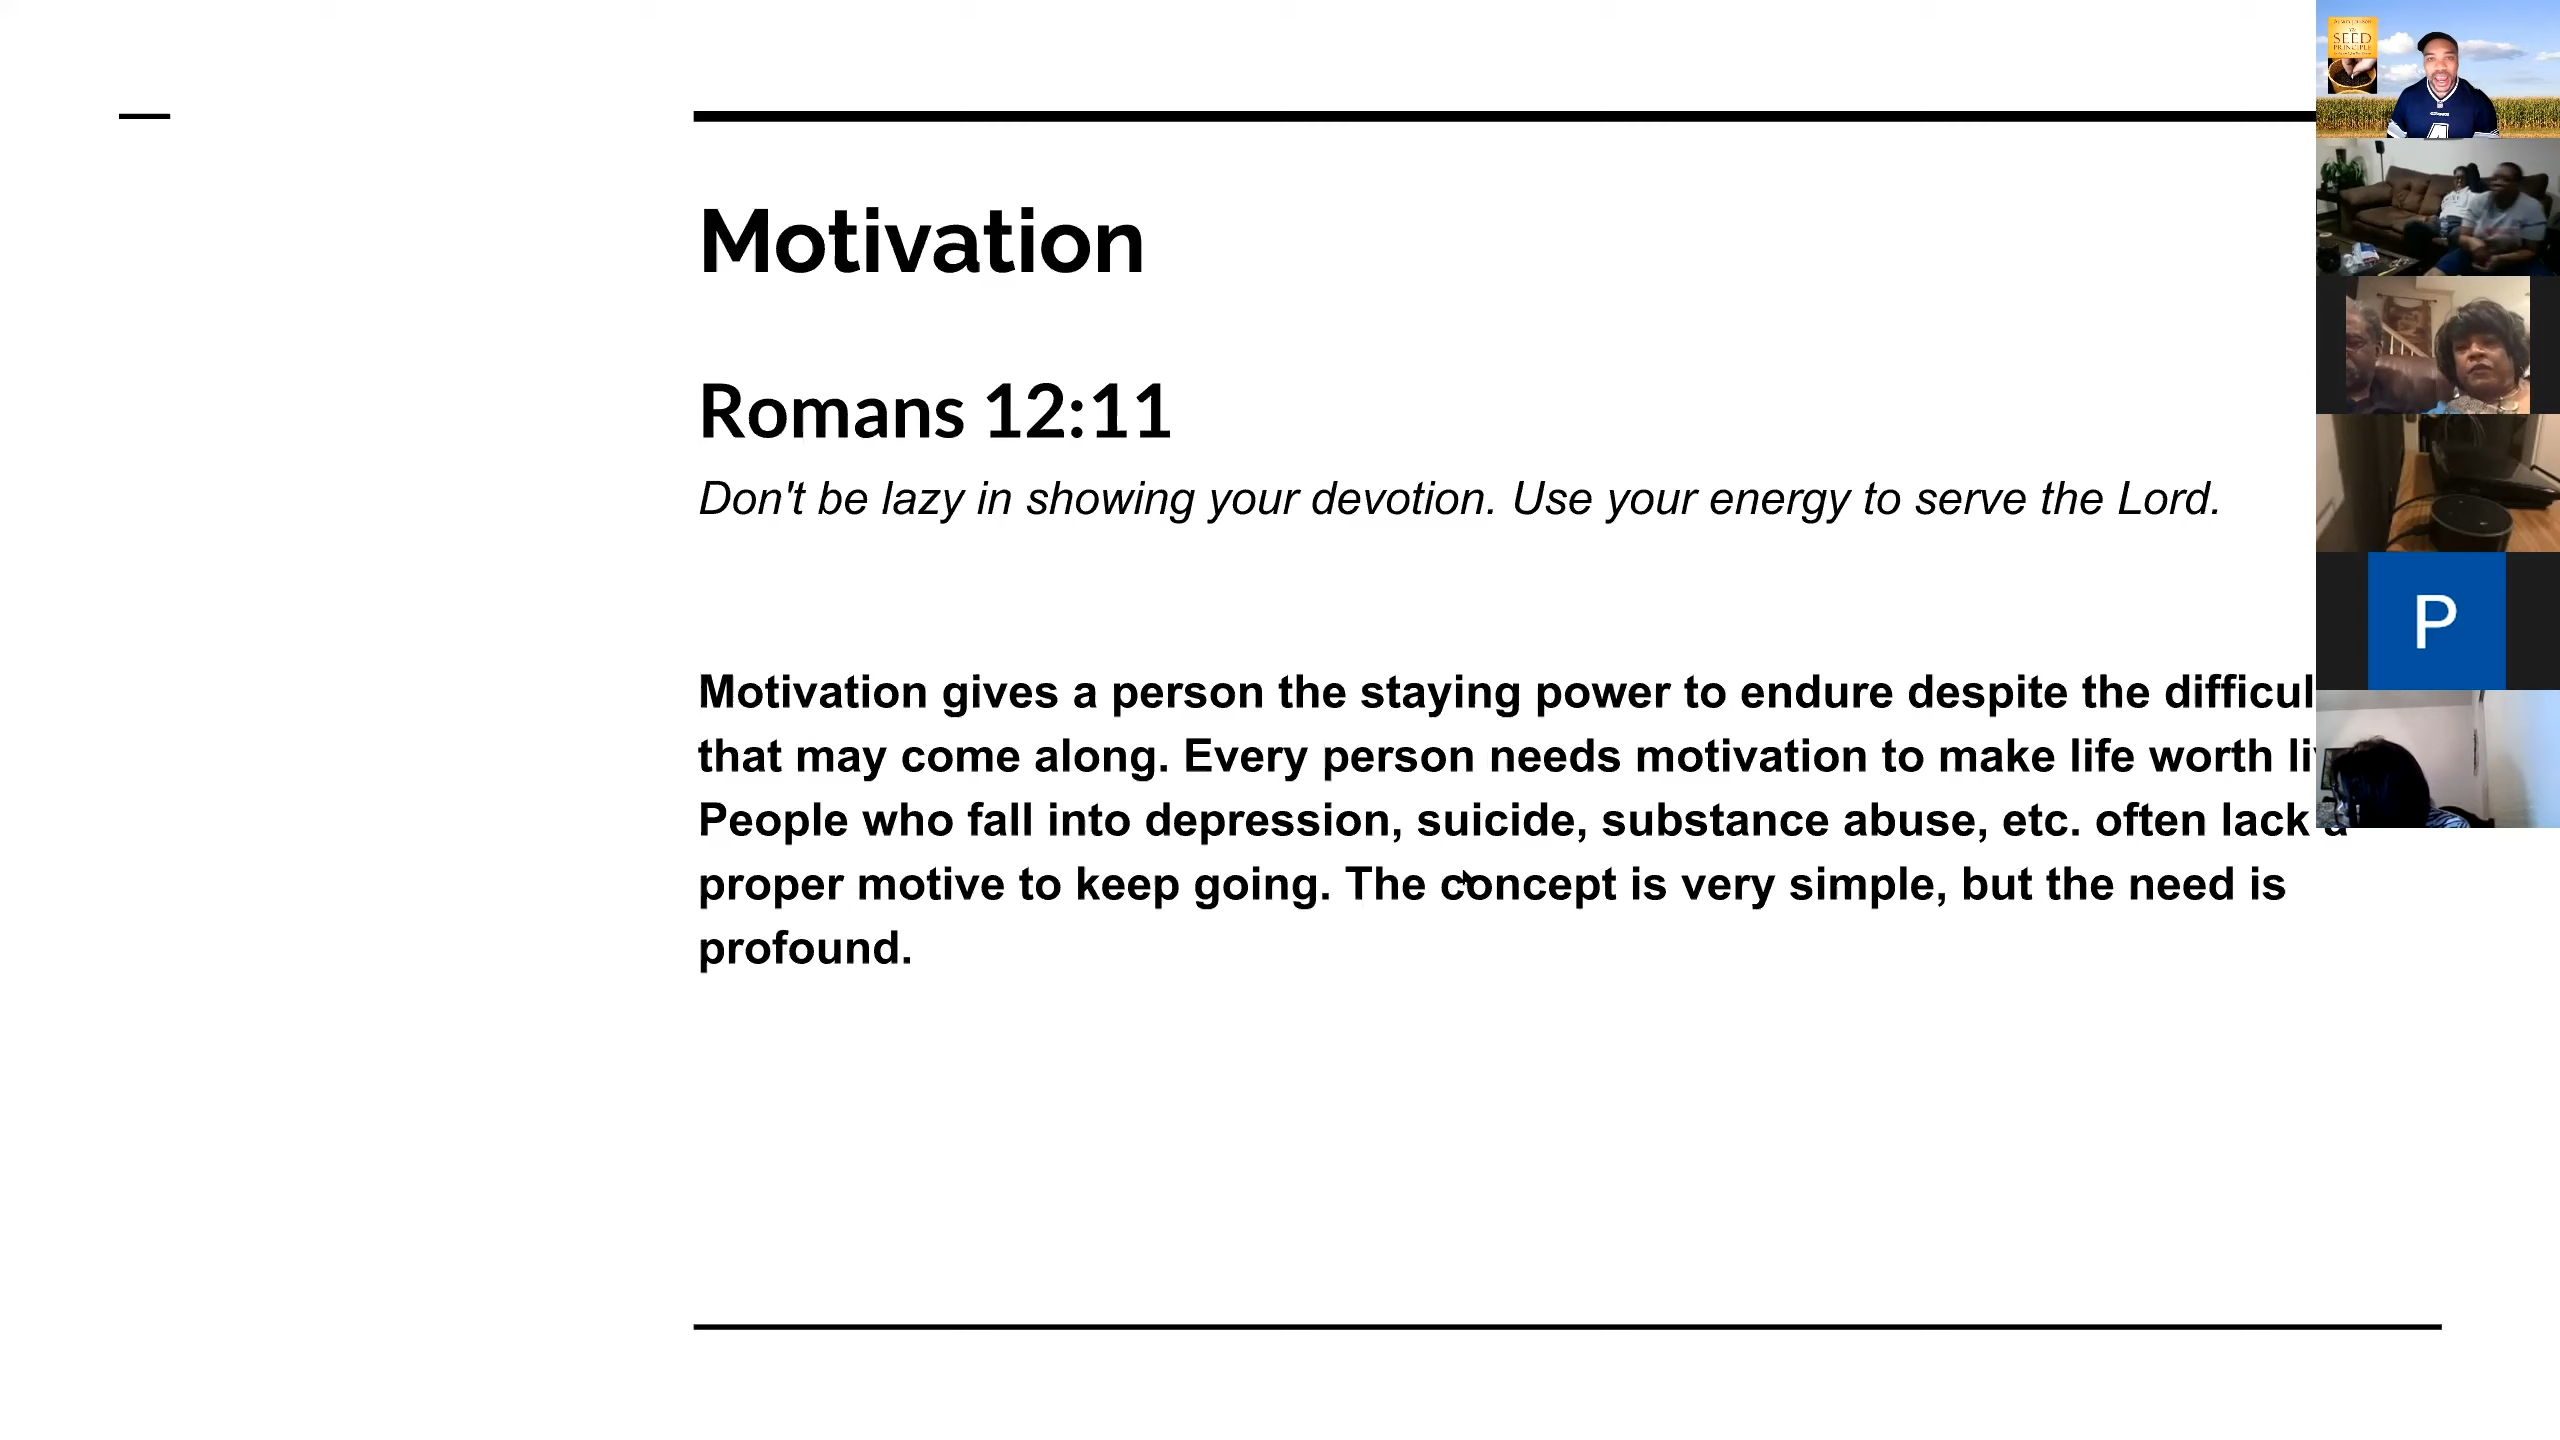 Motivation
Romans 12:11
Don't be lazy in showing your devotion. Use your energy to serve the Lord.
Motivation gives a person the staying power to endure despite the difficul
that may come along. Every person needs motivation to make life worth li
People who fall into depression, suicide, substance abuse, etc. often lack a
proper motive to keep going. The concept is very simple, but the need is
profound.
SEED
PRINCIPLE
P